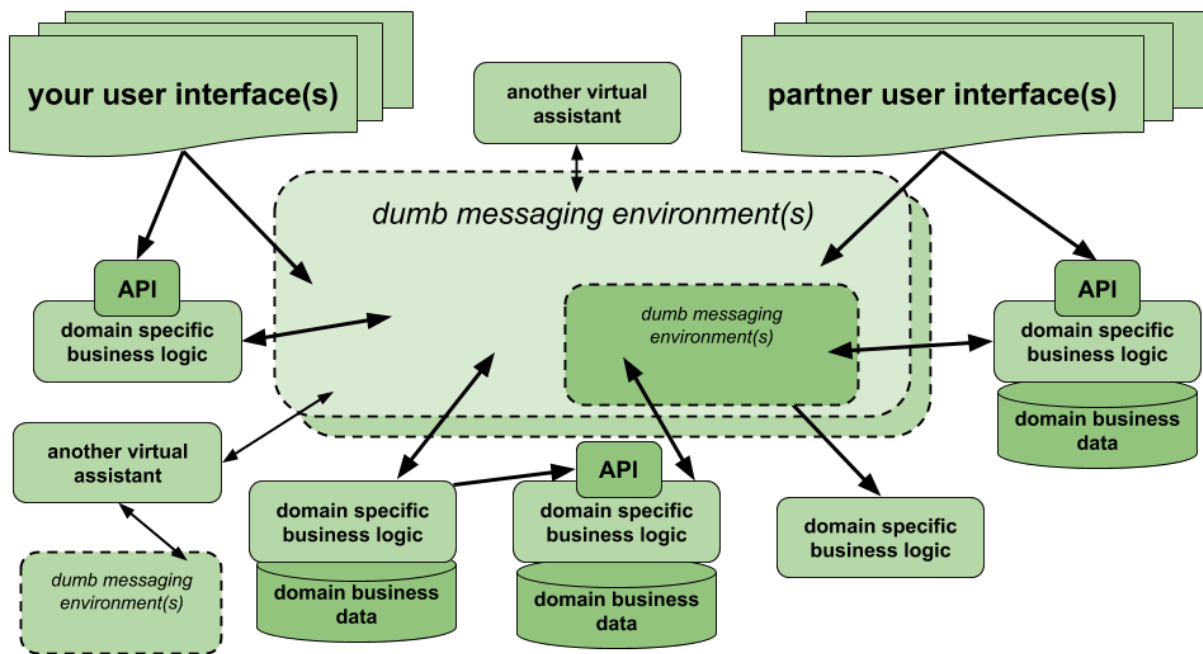 your user interface(s)
another virtual
assistant
partner user interface(s)
dumb messaging environment(s)
API
domain specific
business logic
dumb messaging
environment(s)
API
domain specific
business logic
domain business
data
another virtual
assistant
API
domain specific
business logic
domain business
data
domain specific
business logic
domain business
data
domain specific
business logic
dumb messaging
environment(s)